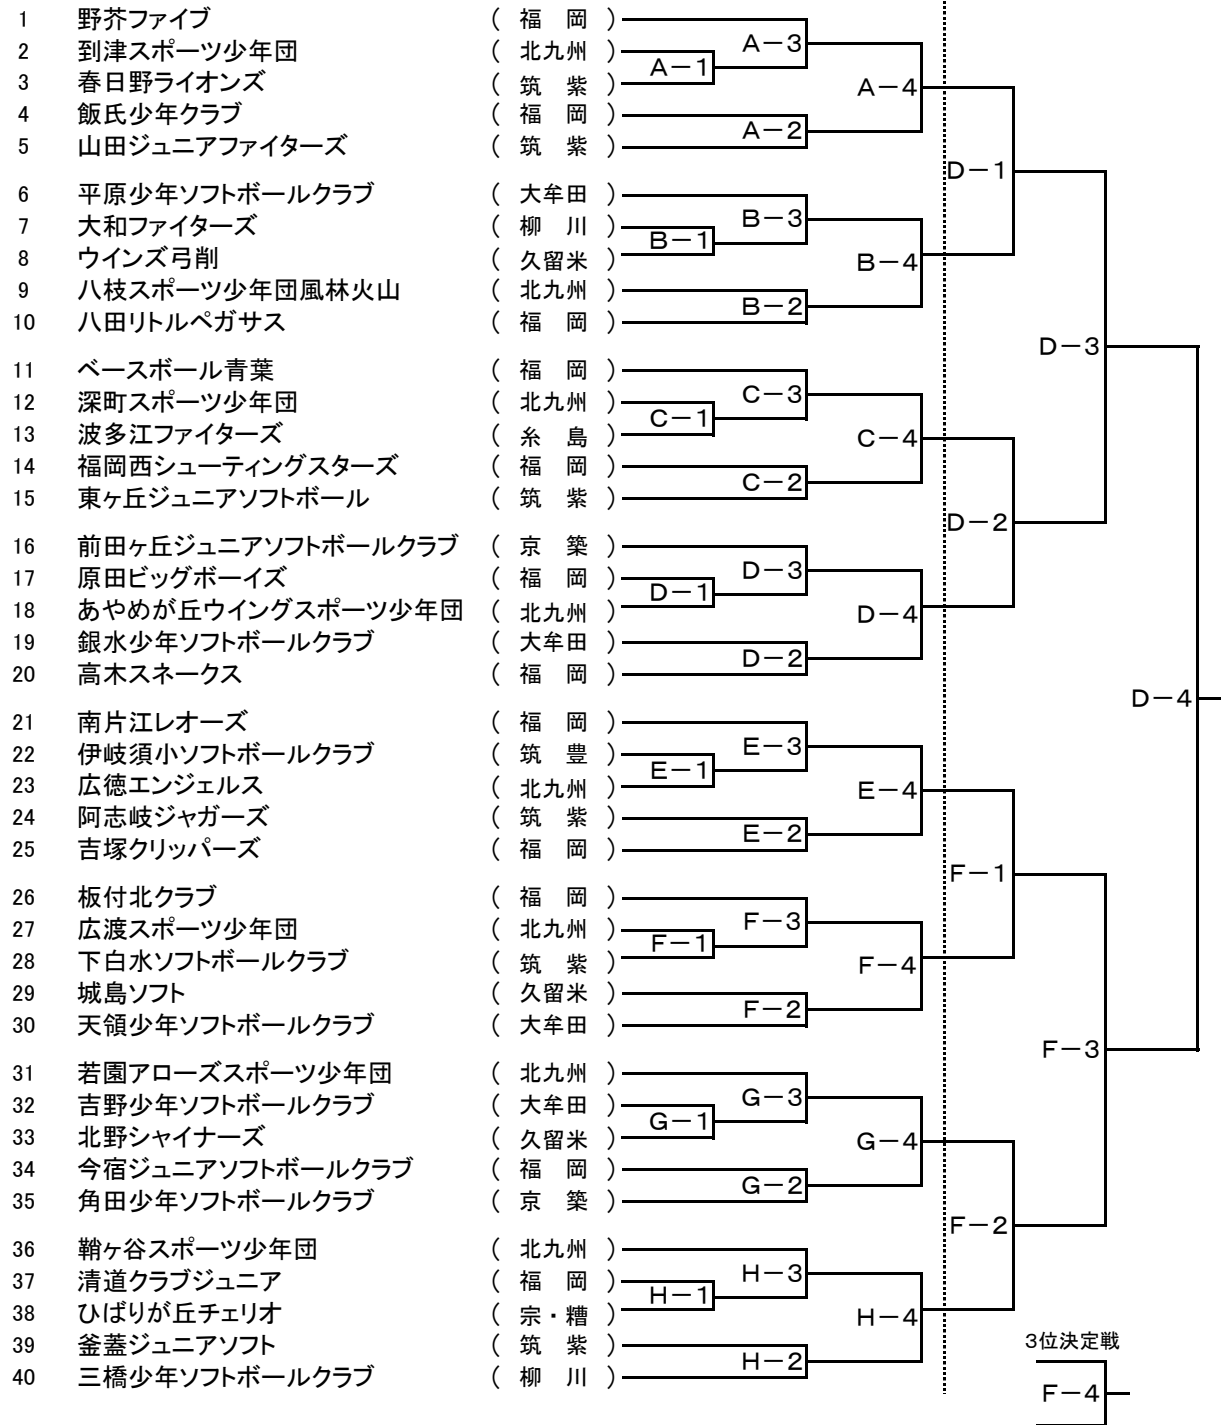 1 野芥ファイブ ( 福 岡 )
2 到津スポーツ少年団 ( 北九州 ) A－3
3 春日野ライオンズ ( 筑 紫 ) A－1
4 飯氏少年クラブ ( 福 岡 ) A－4
5 山田ジュニアファイターズ ( 筑 紫 ) A－2
D－1
6 平原少年ソフトボールクラブ ( 大牟田 )
7 大和ファイターズ ( 柳 川 ) B－3
8 ウインズ弓削 ( 久留米 ) B－1 B－4
9 八枝スポーツ少年団風林火山 ( 北九州 )
10 八田リトルペガサス ( 福 岡 ) B－2
D－3
11 ベースボール青葉 ( 福 岡 )
12 深町スポーツ少年団 ( 北九州 ) C－3
13 波多江ファイターズ ( 糸 島 ) C－1 C－4
14 福岡西シューティングスターズ ( 福 岡 )
15 東ヶ丘ジュニアソフトボール ( 筑 紫 ) C－2
D－2
16 前田ヶ丘ジュニアソフトボールクラブ ( 京 築 )
17 原田ビッグボーイズ ( 福 岡 ) D－3
18 あやめが丘ウイングスポーツ少年団 ( 北九州 ) D－1 D－4
19 銀水少年ソフトボールクラブ ( 大牟田 )
20 高木スネークス ( 福 岡 ) D－2
D－4
21 南片江レオーズ ( 福 岡 )
22 伊岐須小ソフトボールクラブ ( 筑 豊 ) E－3
23 広徳エンジェルス ( 北九州 ) E－1 E－4
24 阿志岐ジャガーズ ( 筑 紫 )
25 吉塚クリッパーズ ( 福 岡 ) E－2
F－1
26 板付北クラブ ( 福 岡 )
27 広渡スポーツ少年団 ( 北九州 ) F－3
28 下白水ソフトボールクラブ ( 筑 紫 ) F－1 F－4
29 城島ソフト ( 久留米 )
30 天領少年ソフトボールクラブ ( 大牟田 ) F－2
F－3
31 若園アローズスポーツ少年団 ( 北九州 )
32 吉野少年ソフトボールクラブ ( 大牟田 ) G－3
33 北野シャイナーズ ( 久留米 ) G－1 G－4
34 今宿ジュニアソフトボールクラブ ( 福 岡 )
35 角田少年ソフトボールクラブ ( 京 築 ) G－2
F－2
36 鞘ヶ谷スポーツ少年団 ( 北九州 )
37 清道クラブジュニア ( 福 岡 ) H－3
38 ひばりが丘チェリオ ( 宗・糟 ) H－1 H－4
39 釜蓋ジュニアソフト ( 筑 紫 )
40 三橋少年ソフトボールクラブ ( 柳 川 ) H－2
3位決定戦
F－4